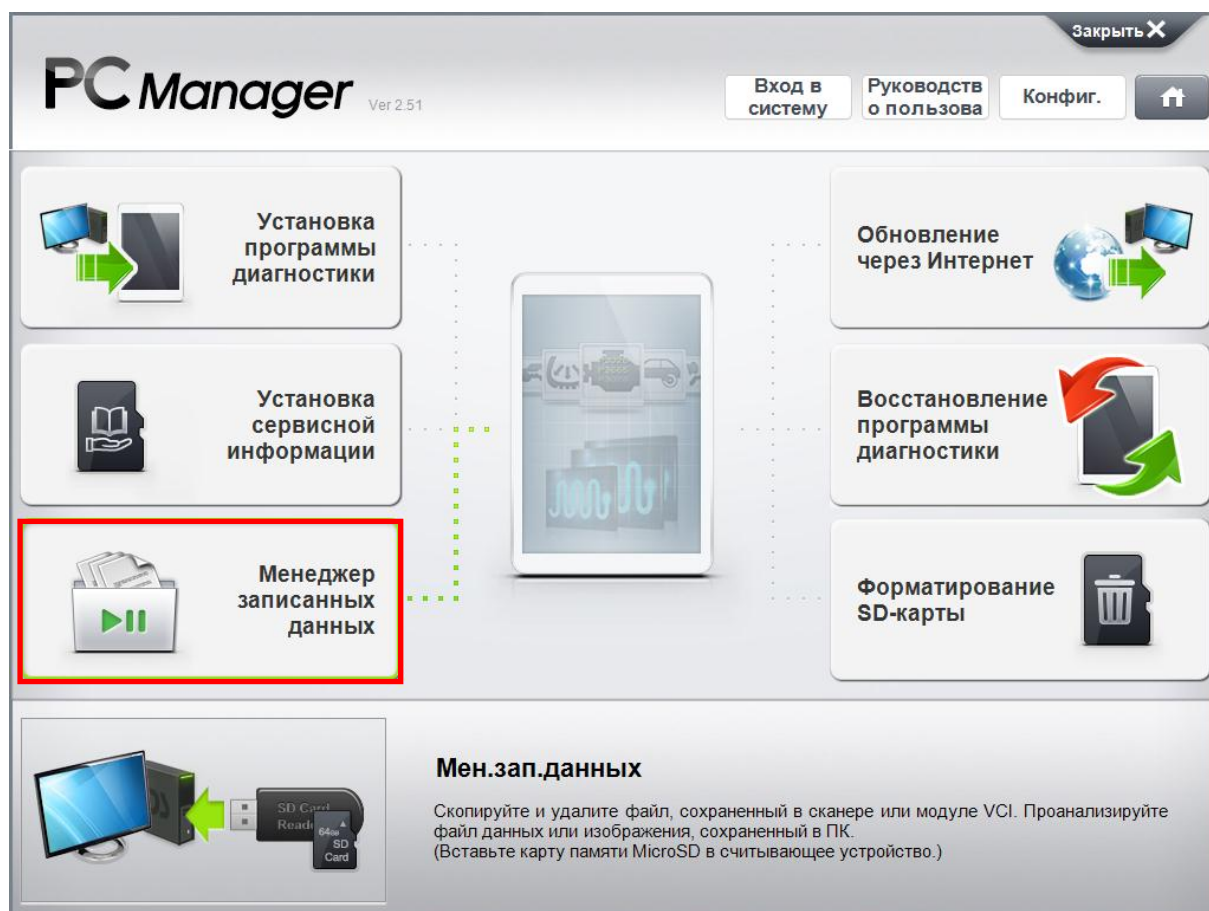 Закрыть X
PC Manager Ver 2.51
Вход в
систему
Руководств
о пользова
Конфиг.
Установка
программы
диагностики
Обновление
через Интернет
Установка
сервисной
информации
Восстановление
программы
диагностики
Менеджер
записанных
данных
Форматирование
SD-карты
SD Card
Reader
64GB
SD
Card
Мен.зап.данных
Скопируйте и удалите файл, сохраненный в сканере или модуле VCI. Проанализируйте
файл данных или изображения, сохраненный в ПК.
(Вставьте карту памяти MicroSD в считывающее устройство.)